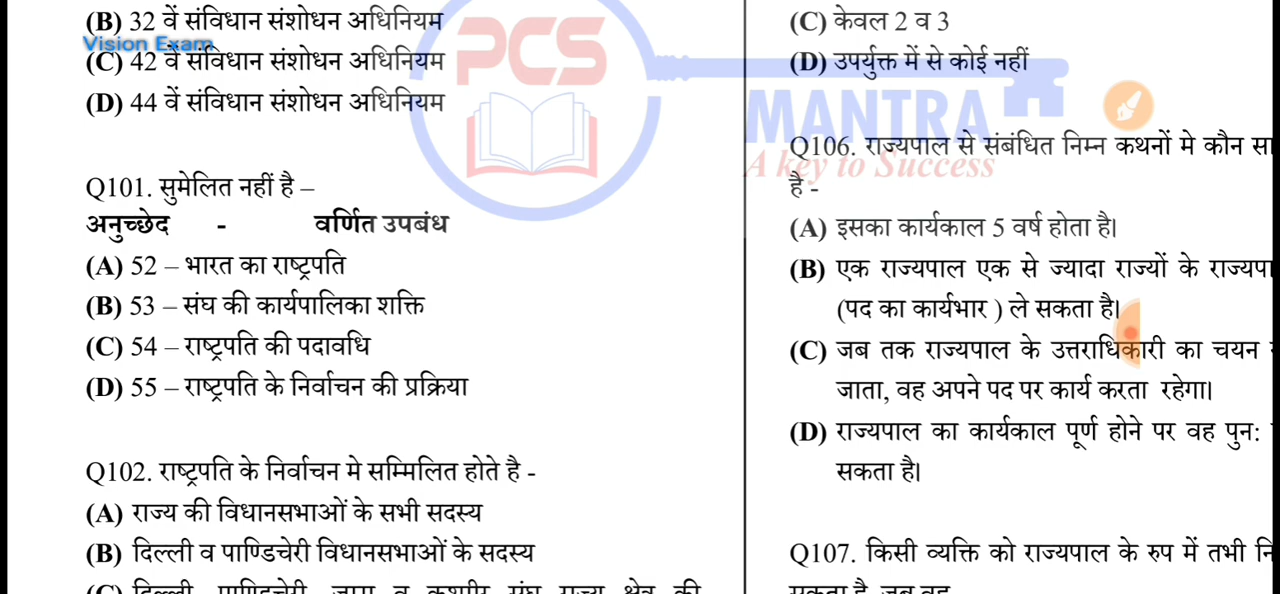 (B) 32 वें संविधान संशोधन अधिनियम
Vision Exam
(C) 42 वें संविधान संशोधन अधिनियम
(D) 44 वें संविधान संशोधन अधिनियम
Q101. सुमेलित नहीं है –
अनुच्छेद - वर्णित उपबंध
(A) 52 – भारत का राष्ट्रपति
(B) 53 – संघ की कार्यपालिका शक्ति
(C) 54 – राष्ट्रपति की पदावधि
(D) 55 – राष्ट्रपति के निर्वाचन की प्रक्रिया
Q102. राष्ट्रपति के निर्वाचन मे सम्मिलित होते है -
(A) राज्य की विधानसभाओं के सभी सदस्य
(B) दिल्ली व पाण्डिचेरी विधानसभाओं के सदस्य
PCS
MANTRA
A key to Success
(C) केवल 2 व 3
(D) उपर्युक्त में से कोई नहीं
Q106. राज्यपाल से संबंधित निम्न कथनों मे कौन सा
है -
(A) इसका कार्यकाल 5 वर्ष होता है।
(B) एक राज्यपाल एक से ज्यादा राज्यों के
(पद का कार्यभार ) ले सकता है।
(C) जब तक राज्यपाल के उत्तराधिकारी का चयन
जाता, वह अपने पद पर कार्य करता रहेगा।
(D) राज्यपाल का कार्यकाल पूर्ण होने पर वह पुन:
सकता है।
Q107. किसी व्यक्ति को राज्यपाल के रुप में तभी